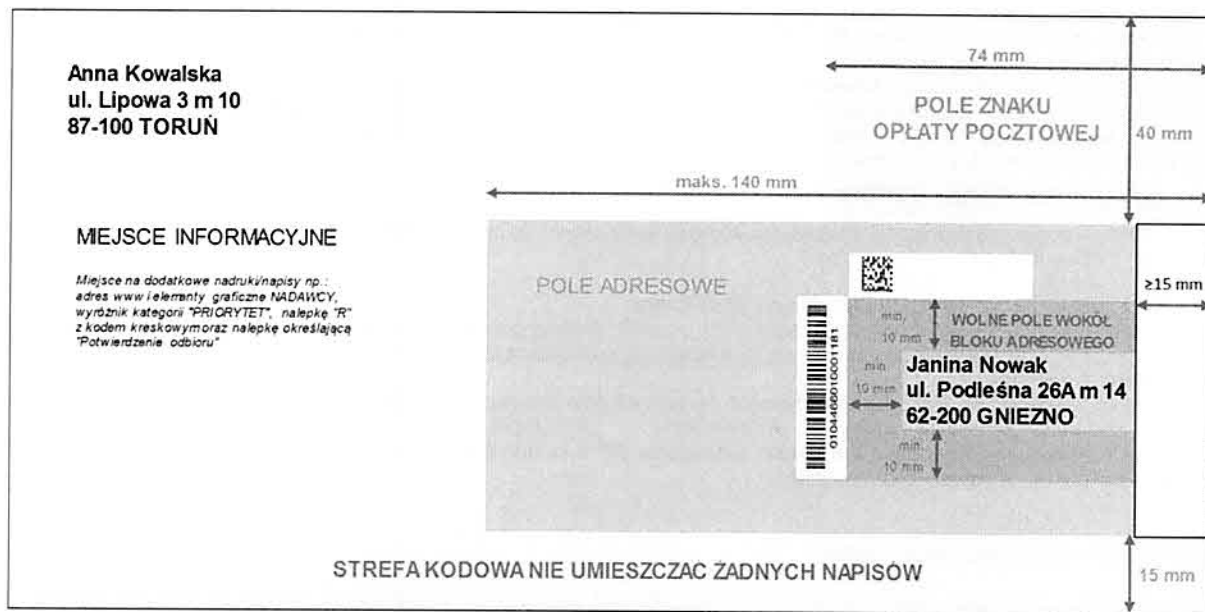 Anna Kowalska
ul. Lipowa 3 m 10
87-100 TORUŃ
74 mm
POLE ZNAKU
OPŁATY POCZTOWEJ
40 mm
maks. 140 mm
MIEJSCE INFORMACYJNE
Miejsce na dodatkowe nadruki/napisy np.:
adres www i elementy graficzne NADAWCY,
wyróżnik kategorii "PRIORYTET", nalepkę "R"
z kodem kreskowym oraz nalepkę określającą
"Potwierdzenie odbioru"
POLE ADRESOWE
≥15 mm
min.
10 mm
WOLNE POLE WOKÓŁ
BLOKU ADRESOWEGO
01044660100001181
min.
10 mm
Janina Nowak
ul. Podleśna 26A m 14
62-200 GNIEZNO
min.
10 mm
STREFA KODOWA NIE UMIESZCZAC ŻADNYCH NAPISÓW
15 mm